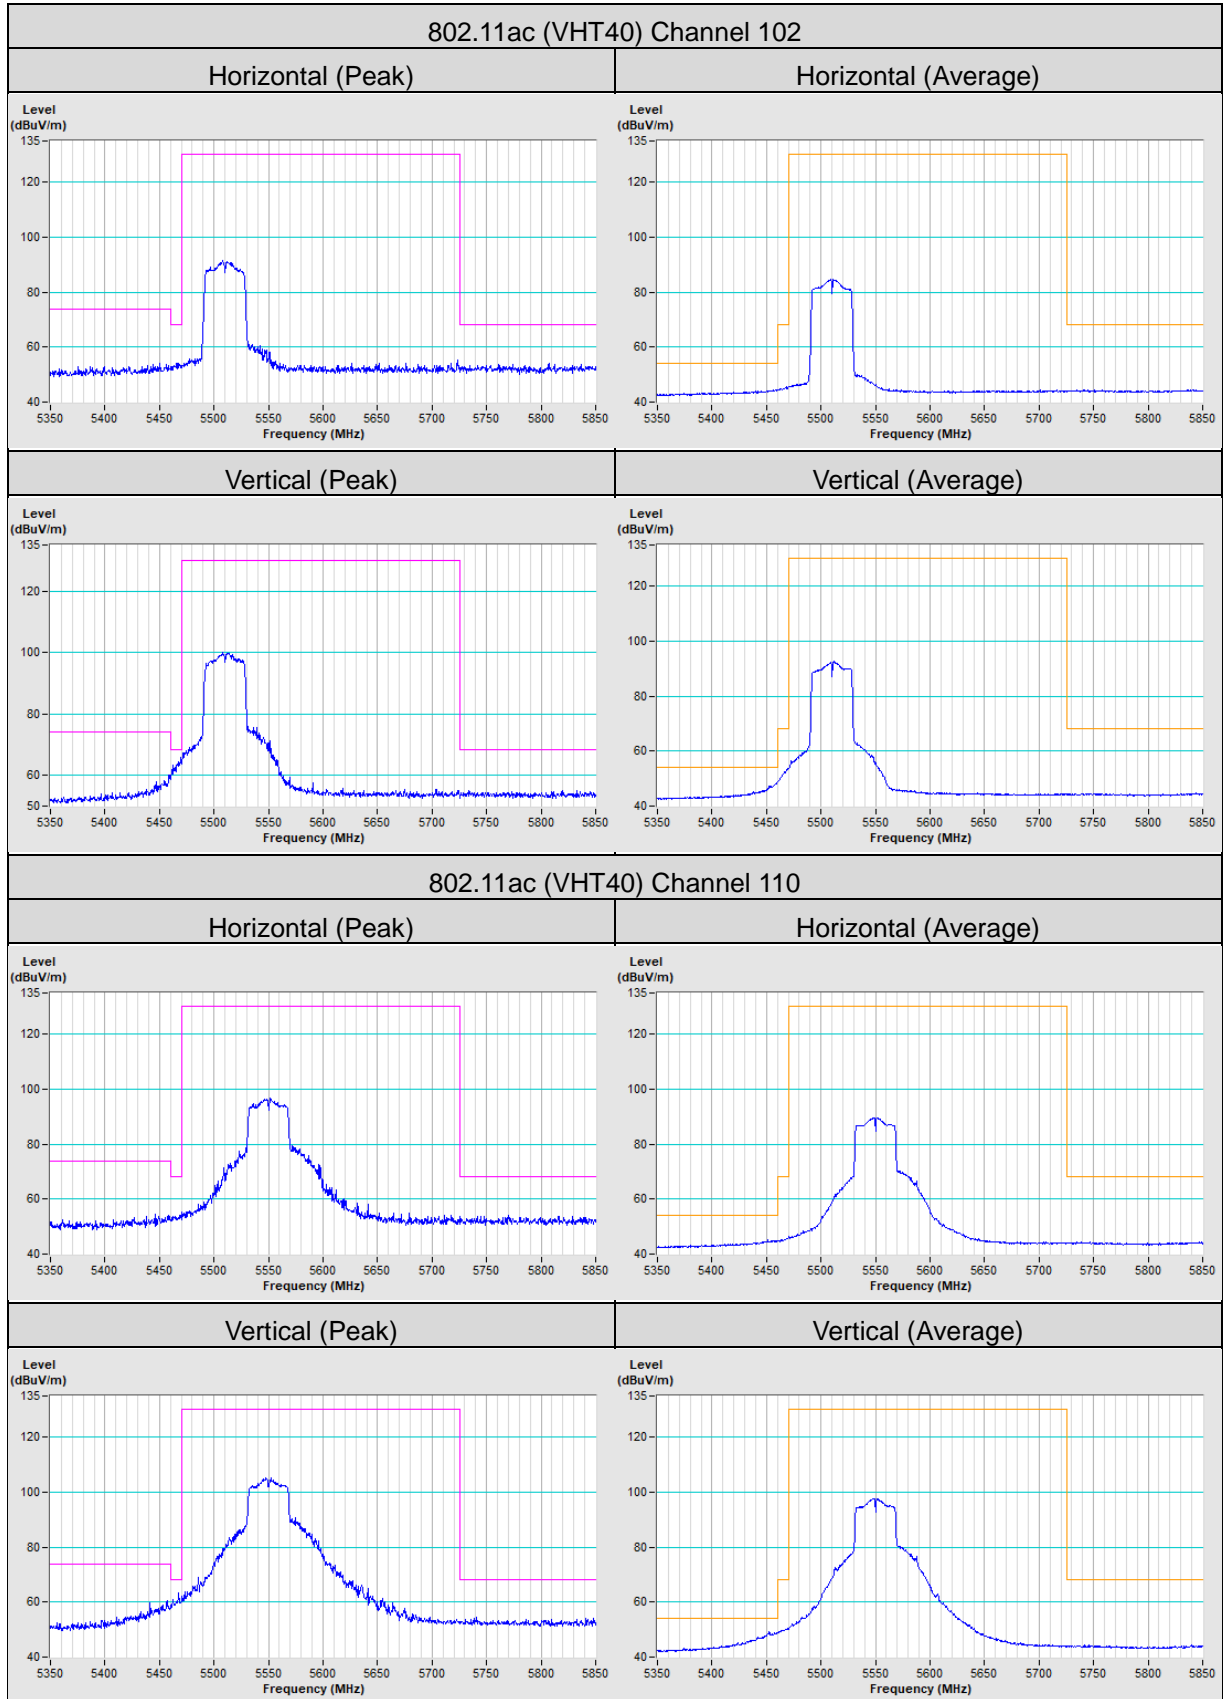 802.11ac (VHT40) Channel 102
Horizontal (Peak)
Horizontal (Average)
Level
(dBuV/m)
135
120
100
80
60
40
5350 5400 5450 5500 5550 5600 5650 5700 5750 5800 5850
Frequency (MHz)
Level
(dBuV/m)
135
120
100
80
60
40
5350 5400 5450 5500 5550 5600 5650 5700 5750 5800 5850
Frequency (MHz)
Vertical (Peak)
Vertical (Average)
Level
(dBuV/m)
135
120
100
80
60
50
5350 5400 5450 5500 5550 5600 5650 5700 5750 5800 5850
Frequency (MHz)
Level
(dBuV/m)
135
120
100
80
60
40
5350 5400 5450 5500 5550 5600 5650 5700 5750 5800 5850
Frequency (MHz)
802.11ac (VHT40) Channel 110
Horizontal (Peak)
Horizontal (Average)
Level
(dBuV/m)
135
120
100
80
60
40
5350 5400 5450 5500 5550 5600 5650 5700 5750 5800 5850
Frequency (MHz)
Level
(dBuV/m)
135
120
100
80
60
40
5350 5400 5450 5500 5550 5600 5650 5700 5750 5800 5850
Frequency (MHz)
Vertical (Peak)
Vertical (Average)
Level
(dBuV/m)
135
120
100
80
60
40
5350 5400 5450 5500 5550 5600 5650 5700 5750 5800 5850
Frequency (MHz)
Level
(dBuV/m)
135
120
100
80
60
40
5350 5400 5450 5500 5550 5600 5650 5700 5750 5800 5850
Frequency (MHz)